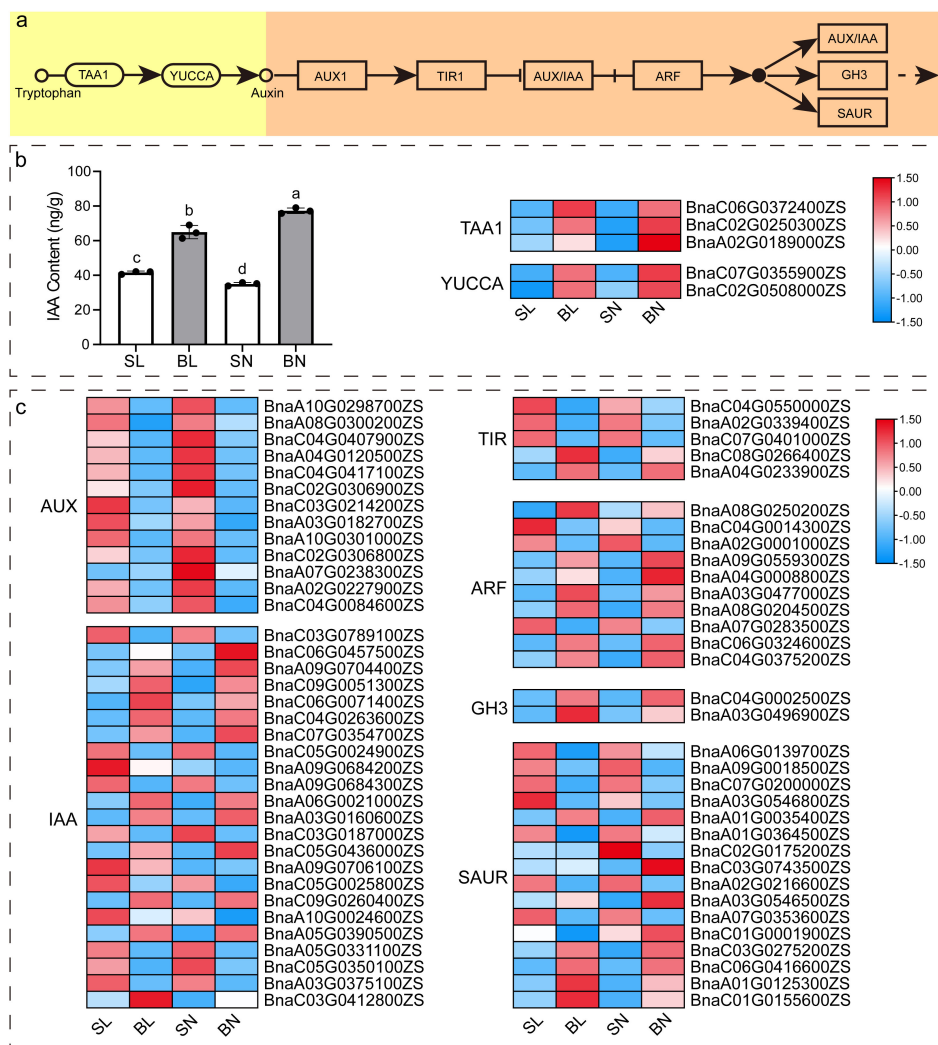 a
TAA1
YUCCA
Tryptophan
Auxin
AUX1
TIR1
AUX/IAA
ARF
AUX/IAA
GH3
SAUR
b
IAA Content (ng/g)
100
80
60
40
20
0
c
b
d
a
SL
BL
SN
BN
TAA1
BnaC06G0372400ZS
BnaC02G0250300ZS
BnaA02G0189000ZS
YUCCA
BnaC07G0355900ZS
BnaC02G0508000ZS
SL
BL
SN
BN
1.50
1.00
0.50
0.00
-0.50
-1.00
-1.50
c
AUX
BnaA10G0298700ZS
BnaA08G0300200ZS
BnaC04G0407900ZS
BnaA04G0120500ZS
BnaC04G0417100ZS
BnaC02G0306900ZS
BnaC03G0214200ZS
BnaA03G0182700ZS
BnaA10G0301000ZS
BnaC02G0306800ZS
BnaA07G0238300ZS
BnaA02G0227900ZS
BnaC04G0084600ZS
IAA
BnaC03G0789100ZS
BnaC06G0457500ZS
BnaA09G0704400ZS
BnaC09G0051300ZS
BnaC06G0071400ZS
BnaC04G0263600ZS
BnaC07G0354700ZS
BnaC05G0024900ZS
BnaA09G0684200ZS
BnaA09G0684300ZS
BnaA06G0021000ZS
BnaA03G0160600ZS
BnaC03G0187000ZS
BnaC05G0436000ZS
BnaA09G0706100ZS
BnaC05G0025800ZS
BnaC09G0260400ZS
BnaA10G0024600ZS
BnaA05G0390500ZS
BnaA05G0331100ZS
BnaC05G0350100ZS
BnaA03G0375100ZS
BnaC03G0412800ZS
SL
BL
SN
BN
TIR
BnaC04G0550000ZS
BnaA02G0339400ZS
BnaC07G0401000ZS
BnaC08G0266400ZS
BnaA04G0233900ZS
ARF
BnaA08G0250200ZS
BnaC04G0014300ZS
BnaA02G0001000ZS
BnaA09G0559300ZS
BnaA04G0008800ZS
BnaA03G0477000ZS
BnaA08G0204500ZS
BnaA07G0283500ZS
BnaC06G0324600ZS
BnaC04G0375200ZS
GH3
BnaC04G0002500ZS
BnaA03G0496900ZS
SAUR
BnaA06G0139700ZS
BnaA09G0018500ZS
BnaC07G0200000ZS
BnaA03G0546800ZS
BnaA01G0035400ZS
BnaA01G0364500ZS
BnaC02G0175200ZS
BnaC03G0743500ZS
BnaA02G0216600ZS
BnaA03G0546500ZS
BnaA07G0353600ZS
BnaC01G0001900ZS
BnaC03G0275200ZS
BnaC06G0416600ZS
BnaA01G0125300ZS
BnaC01G0155600ZS
SL
BL
SN
BN
1.50
1.00
0.50
0.00
-0.50
-1.00
-1.50